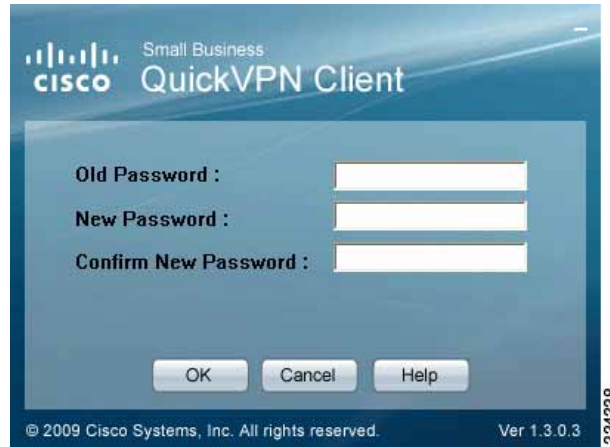 Small Business
CISCO QuickVPN Client
Old Password :
New Password :
Confirm New Password :
OK Cancel Help
© 2009 Cisco Systems, Inc. All rights reserved. Ver 1.3.0.3